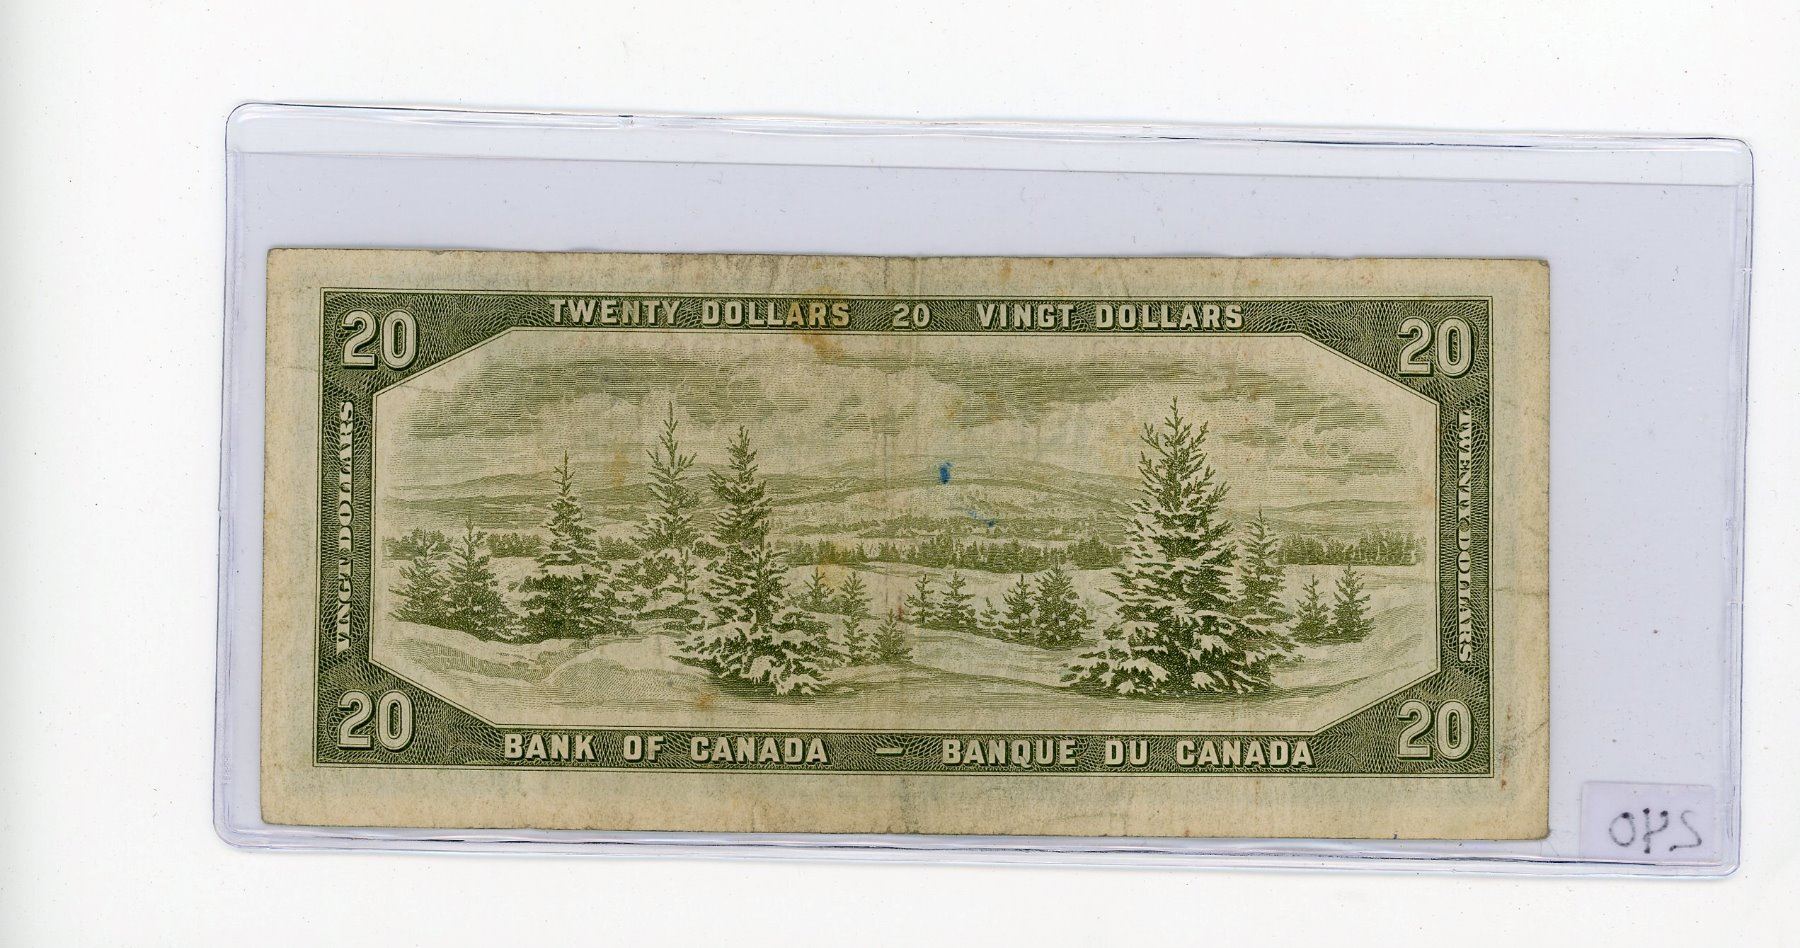 TWENTY DOLLARS 20 VINGT DOLLARS
20
20
VINGT DOLLARS
TWENTY DOLLARS
20
20
BANK OF CANADA — BANQUE DU CANADA
240